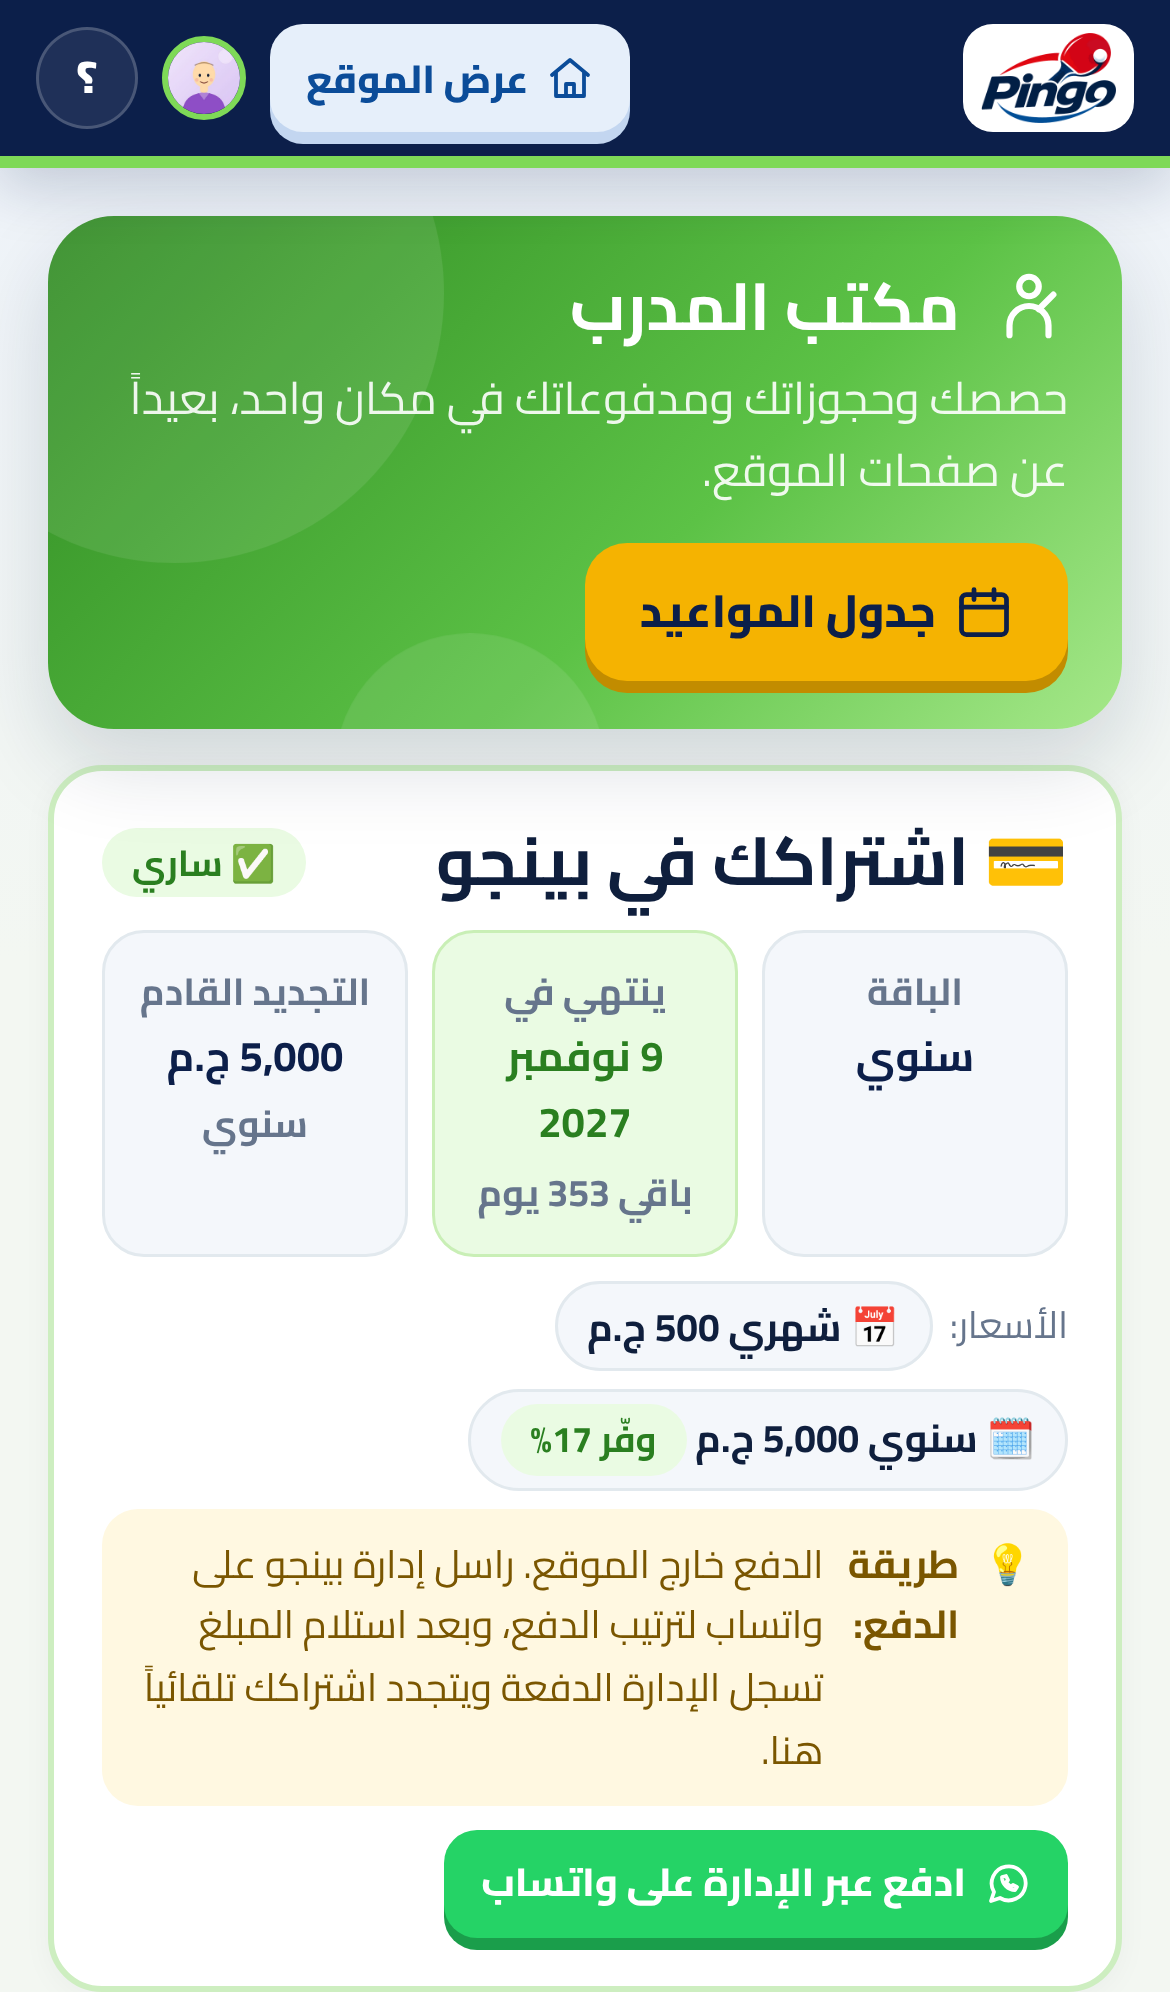 Pingo
عرض الموقع
؟
مكتب المدرب
حصصك وحجوزاتك ومدفوعاتك في مكان واحد، بعيداً
عن صفحات الموقع.
جدول المواعيد
💳 اشتراكك في بينجو
✅ ساري
الباقة
سنوي
ينتهي في
9 نوفمبر
2027
باقي 353 يوم
التجديد القادم
5,000 ج.م
سنوي
الأسعار:
📅 شهري 500 ج.م
🗓️ سنوي 5,000 ج.م وفّر 17%
💡 طريقة الدفع:
الدفع خارج الموقع. راسل إدارة بينجو على
واتساب لترتيب الدفع، وبعد استلام المبلغ
تسجل الإدارة الدفعة ويتجدد اشتراكك تلقائياً
هنا.
ادفع عبر الإدارة على واتساب